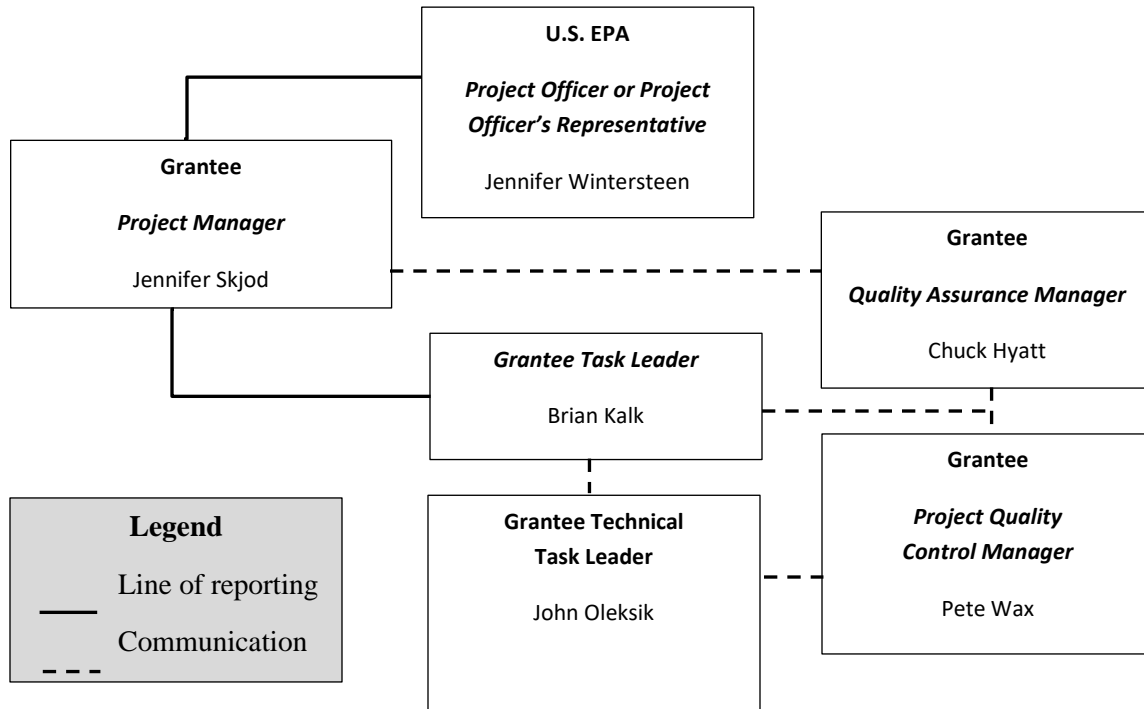 U.S. EPA
Project Officer or Project
Officer’s Representative
Jennifer Wintersteen
Grantee
Project Manager
Jennifer Skjod
Grantee
Quality Assurance Manager
Chuck Hyatt
Grantee Task Leader
Brian Kalk
Grantee
Project Quality
Control Manager
Pete Wax
Grantee Technical
Task Leader
John Oleksik
Legend
Line of reporting
Communication